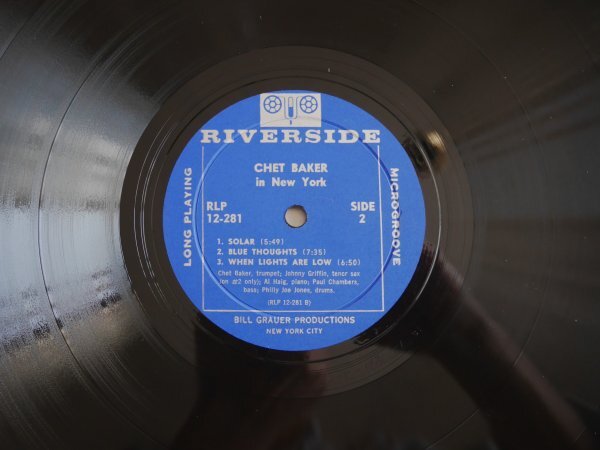 RIVERSIDE
CHET BAKER
in New York
LONG PLAYING
MICROGROOVE
RLP
12-281
SIDE
2
1. SOLAR (5:49)
2. BLUE THOUGHTS (7:35)
3. WHEN LIGHTS ARE LOW (6:50)
Chet Baker, trumpet; Johnny Griffin, tenor sax
(on #2 only); Al Haig, piano; Paul Chambers,
bass; Philly Joe Jones, drums.
(RLP 12-281 B)
BILL GRAUER PRODUCTIONS
NEW YORK CITY